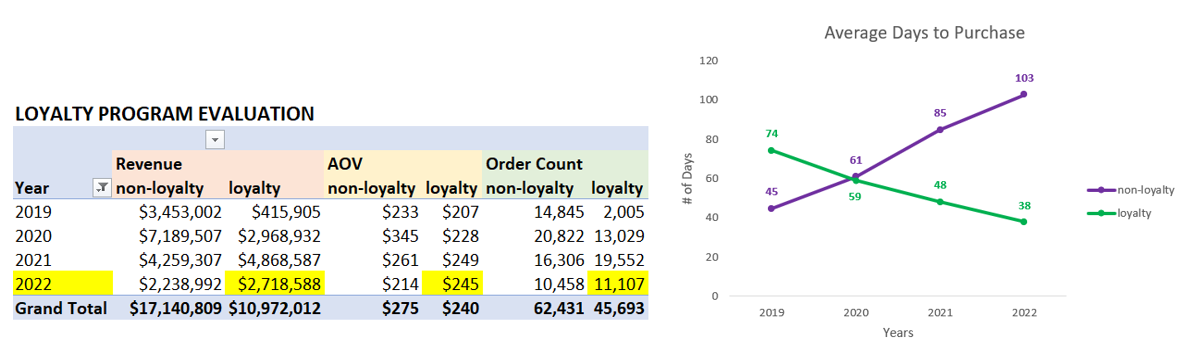 LOYALTY PROGRAM EVALUATION
Revenue AOV Order Count
Year non-loyalty loyalty non-loyalty loyalty non-loyalty loyalty
2019 $3,453,002 $415,905 $233 $207 14,845 2,005
2020 $7,189,507 $2,968,932 $345 $228 20,822 13,029
2021 $4,259,307 $4,868,587 $261 $249 16,306 19,552
2022 $2,238,992 $2,718,588 $214 $245 10,458 11,107
Grand Total $17,140,809 $10,972,012 $275 $240 62,431 45,693
Average Days to Purchase
120
100
80
60
40
20
0
# of Days
103
85
74
61
45
59
48
38
2019 2020 2021 2022
Years
non-loyalty
loyalty